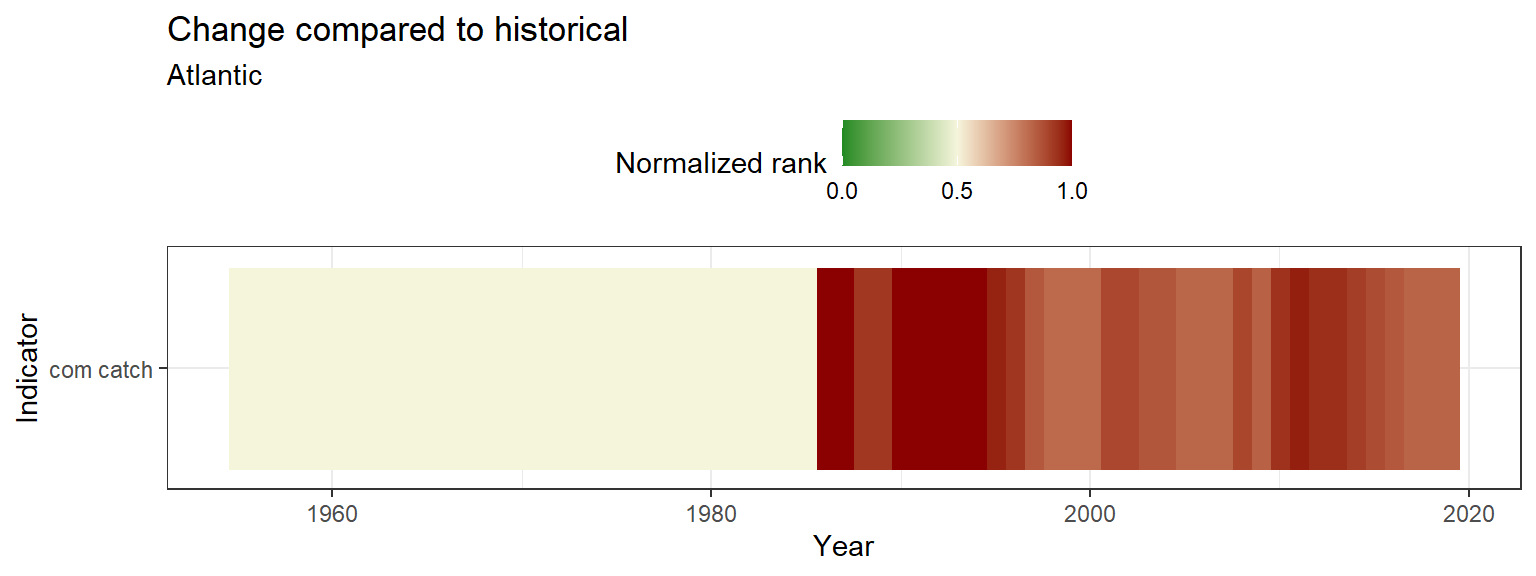 Change compared to historical
Atlantic
Normalized rank
0.0 0.5 1.0
Indicator
com catch
1960 1980 2000 2020
Year